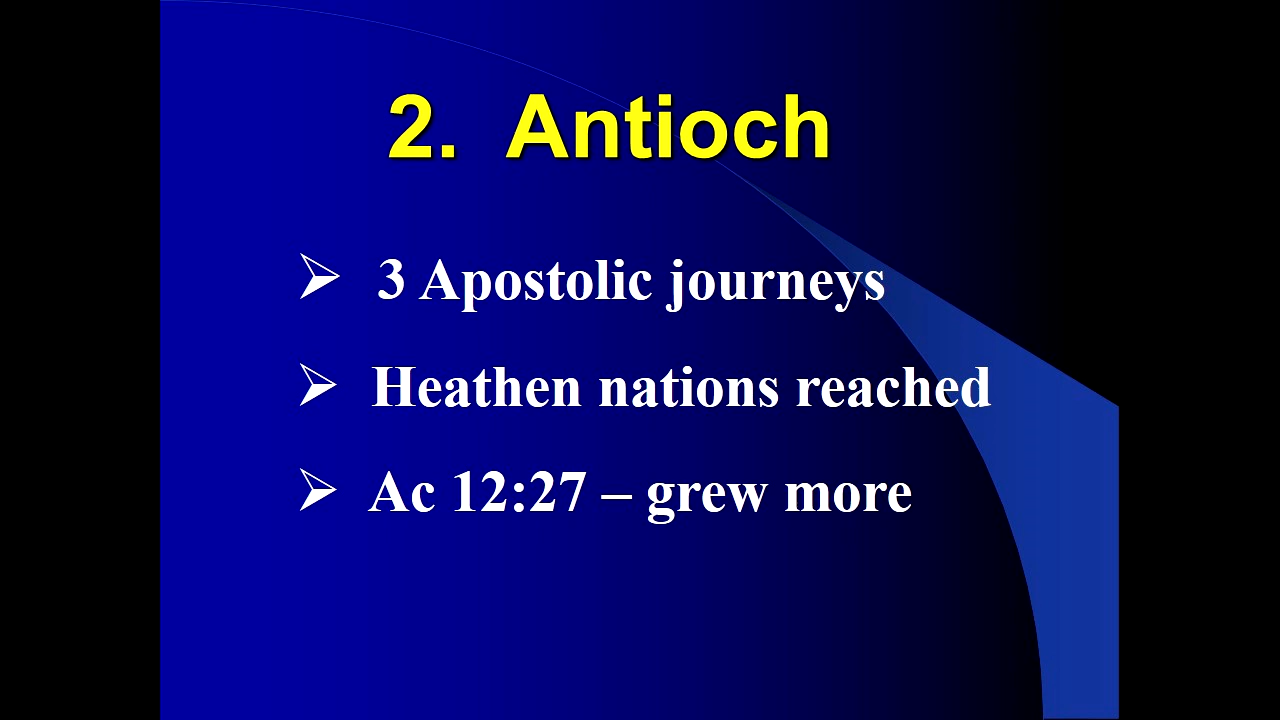 2. Antioch
➢ 3 Apostolic journeys
➢ Heathen nations reached
➢ Ac 12:27 – grew more